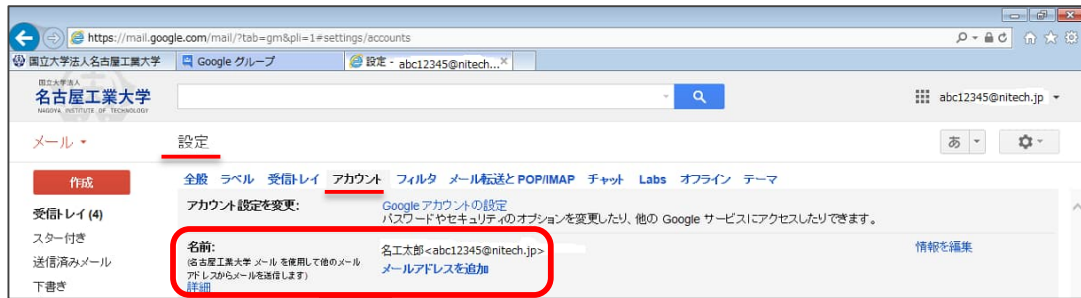 https://mail.google.com/mail/?tab=gm&pli=1#settings/accounts
国立大学法人名古屋工業大学 Google グループ 設定 - abc12345@nitech...×
国立大学法人
名古屋工業大学
NAGOYA INSTITUTE OF TECHNOLOGY
abc12345@nitech.jp
メール 設定 あ
作成
全般 ラベル 受信トレイ アカウント フィルタ メール転送と POP/IMAP チャット Labs オフライン テーマ
アカウント設定を変更: Google アカウントの設定
パスワードやセキュリティのオプションを変更したり、他の Google サービスにアクセスしたりできます。
受信トレイ (4)
スター付き
送信済みメール
下書き
名前:
(名古屋工業大学 メール を使用して他のメール
アドレスからメールを送信します)
詳細
名工太郎<abc12345@nitech.jp>
メールアドレスを追加
情報を編集